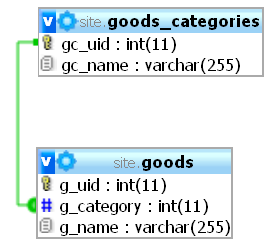 v site.goods_categories
gc_uid : int(11)
gc_name : varchar(255)
v site.goods
g_uid : int(11)
# g_category : int(11)
g_name : varchar(255)